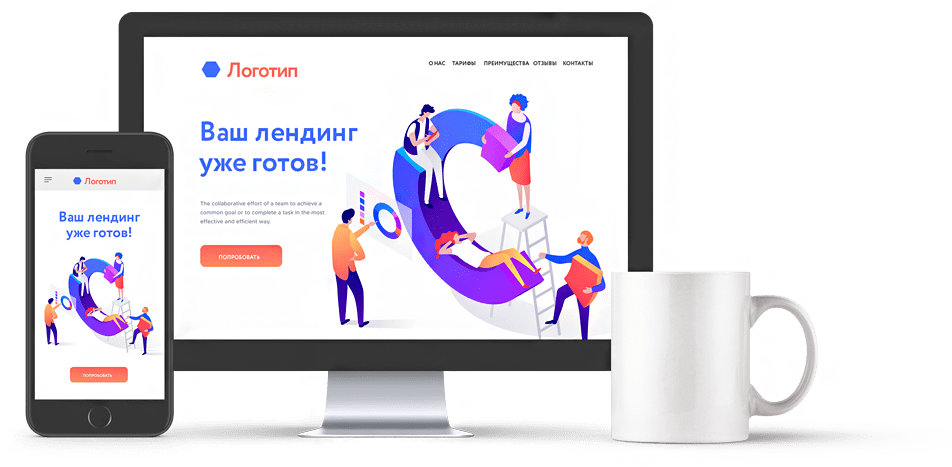 Логотип
О НАС ТАРИФЫ ПРЕИМУЩЕСТВА ОТЗЫВЫ КОНТАКТЫ
Ваш лендинг
уже готов!
The collaborative effort of a team to achieve a
common goal or to complete a task in the most
effective and efficient way.
ПОПРОБОВАТЬ
Логотип
Ваш лендинг
уже готов!
ПОПРОБОВАТЬ